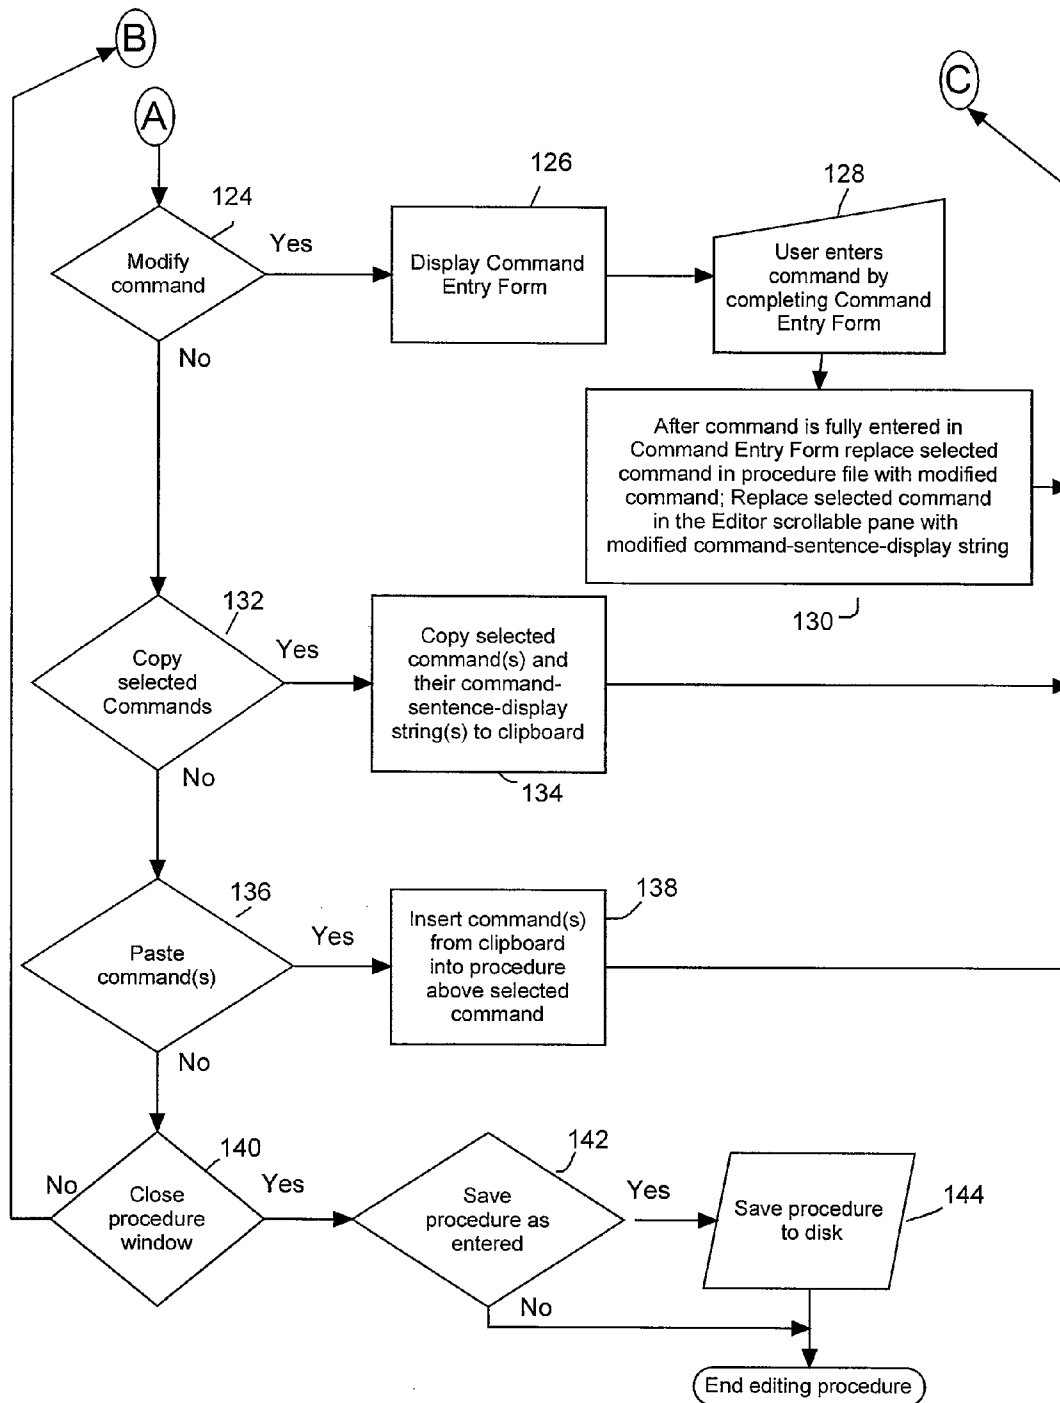 B
C
A
124
Modify
command
Yes
No
126
Display Command
Entry Form
128
User enters
command by
completing Command
Entry Form
After command is fully entered in
Command Entry Form replace selected
command in procedure file with modified
command; Replace selected command
in the Editor scrollable pane with
modified command-sentence-display string
130
132
Copy
selected
Commands
Yes
No
Copy selected
command(s) and
their command-
sentence-display
string(s) to clipboard
134
136
Paste
command(s)
Yes
No
138
Insert command(s)
from clipboard
into procedure
above selected
command
140
No
Close
procedure
window
Yes
142
Save
procedure as
entered
Yes
No
Save procedure
to disk
144
End editing procedure